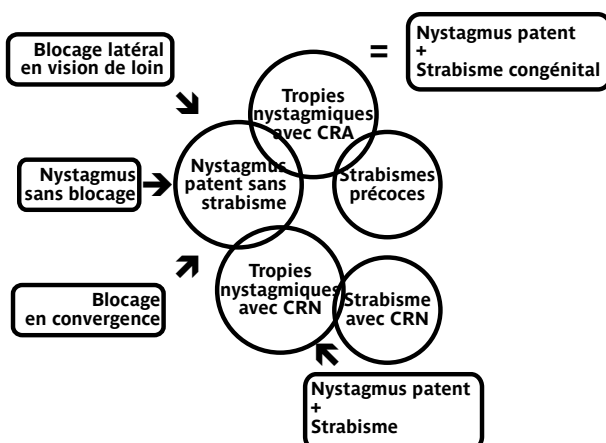 Blocage latéral
en vision de loin
=
Nystagmus patent
+
Strabisme congénital
Tropies
nystagmiques
avec CRA
Nystagmus
sans blocage
Nystagmus
patent sans
strabisme
Strabismes
précoces
Blocage
en convergence
Tropies
nystagmiques
avec CRN
Strabisme
avec CRN
Nystagmus patent
+
Strabisme